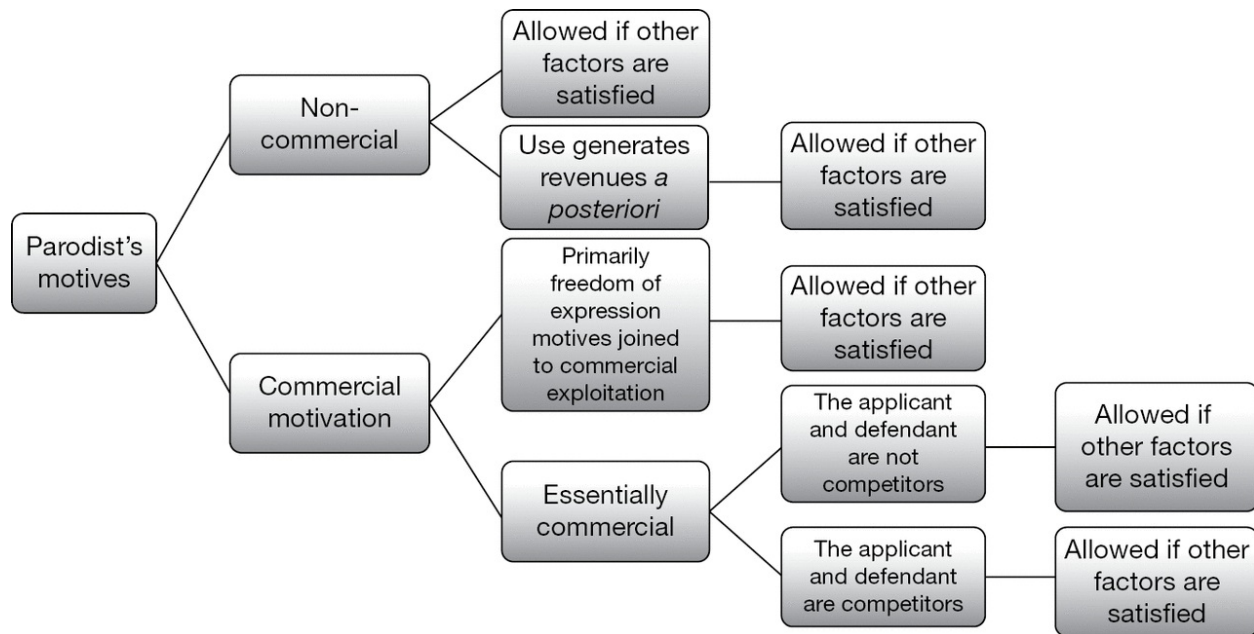 Parodist's
motives
Non-
commercial
Allowed if other
factors are
satisfied
Use generates
revenues a
posteriori
Allowed if other
factors are
satisfied
Commercial
motivation
Primarily
freedom of
expression
motives joined
to commercial
exploitation
Allowed if other
factors are
satisfied
Essentially
commercial
The applicant
and defendant
are not
competitors
Allowed if
other factors
are satisfied
The applicant
and defendant
are competitors
Allowed if other
factors are
satisfied